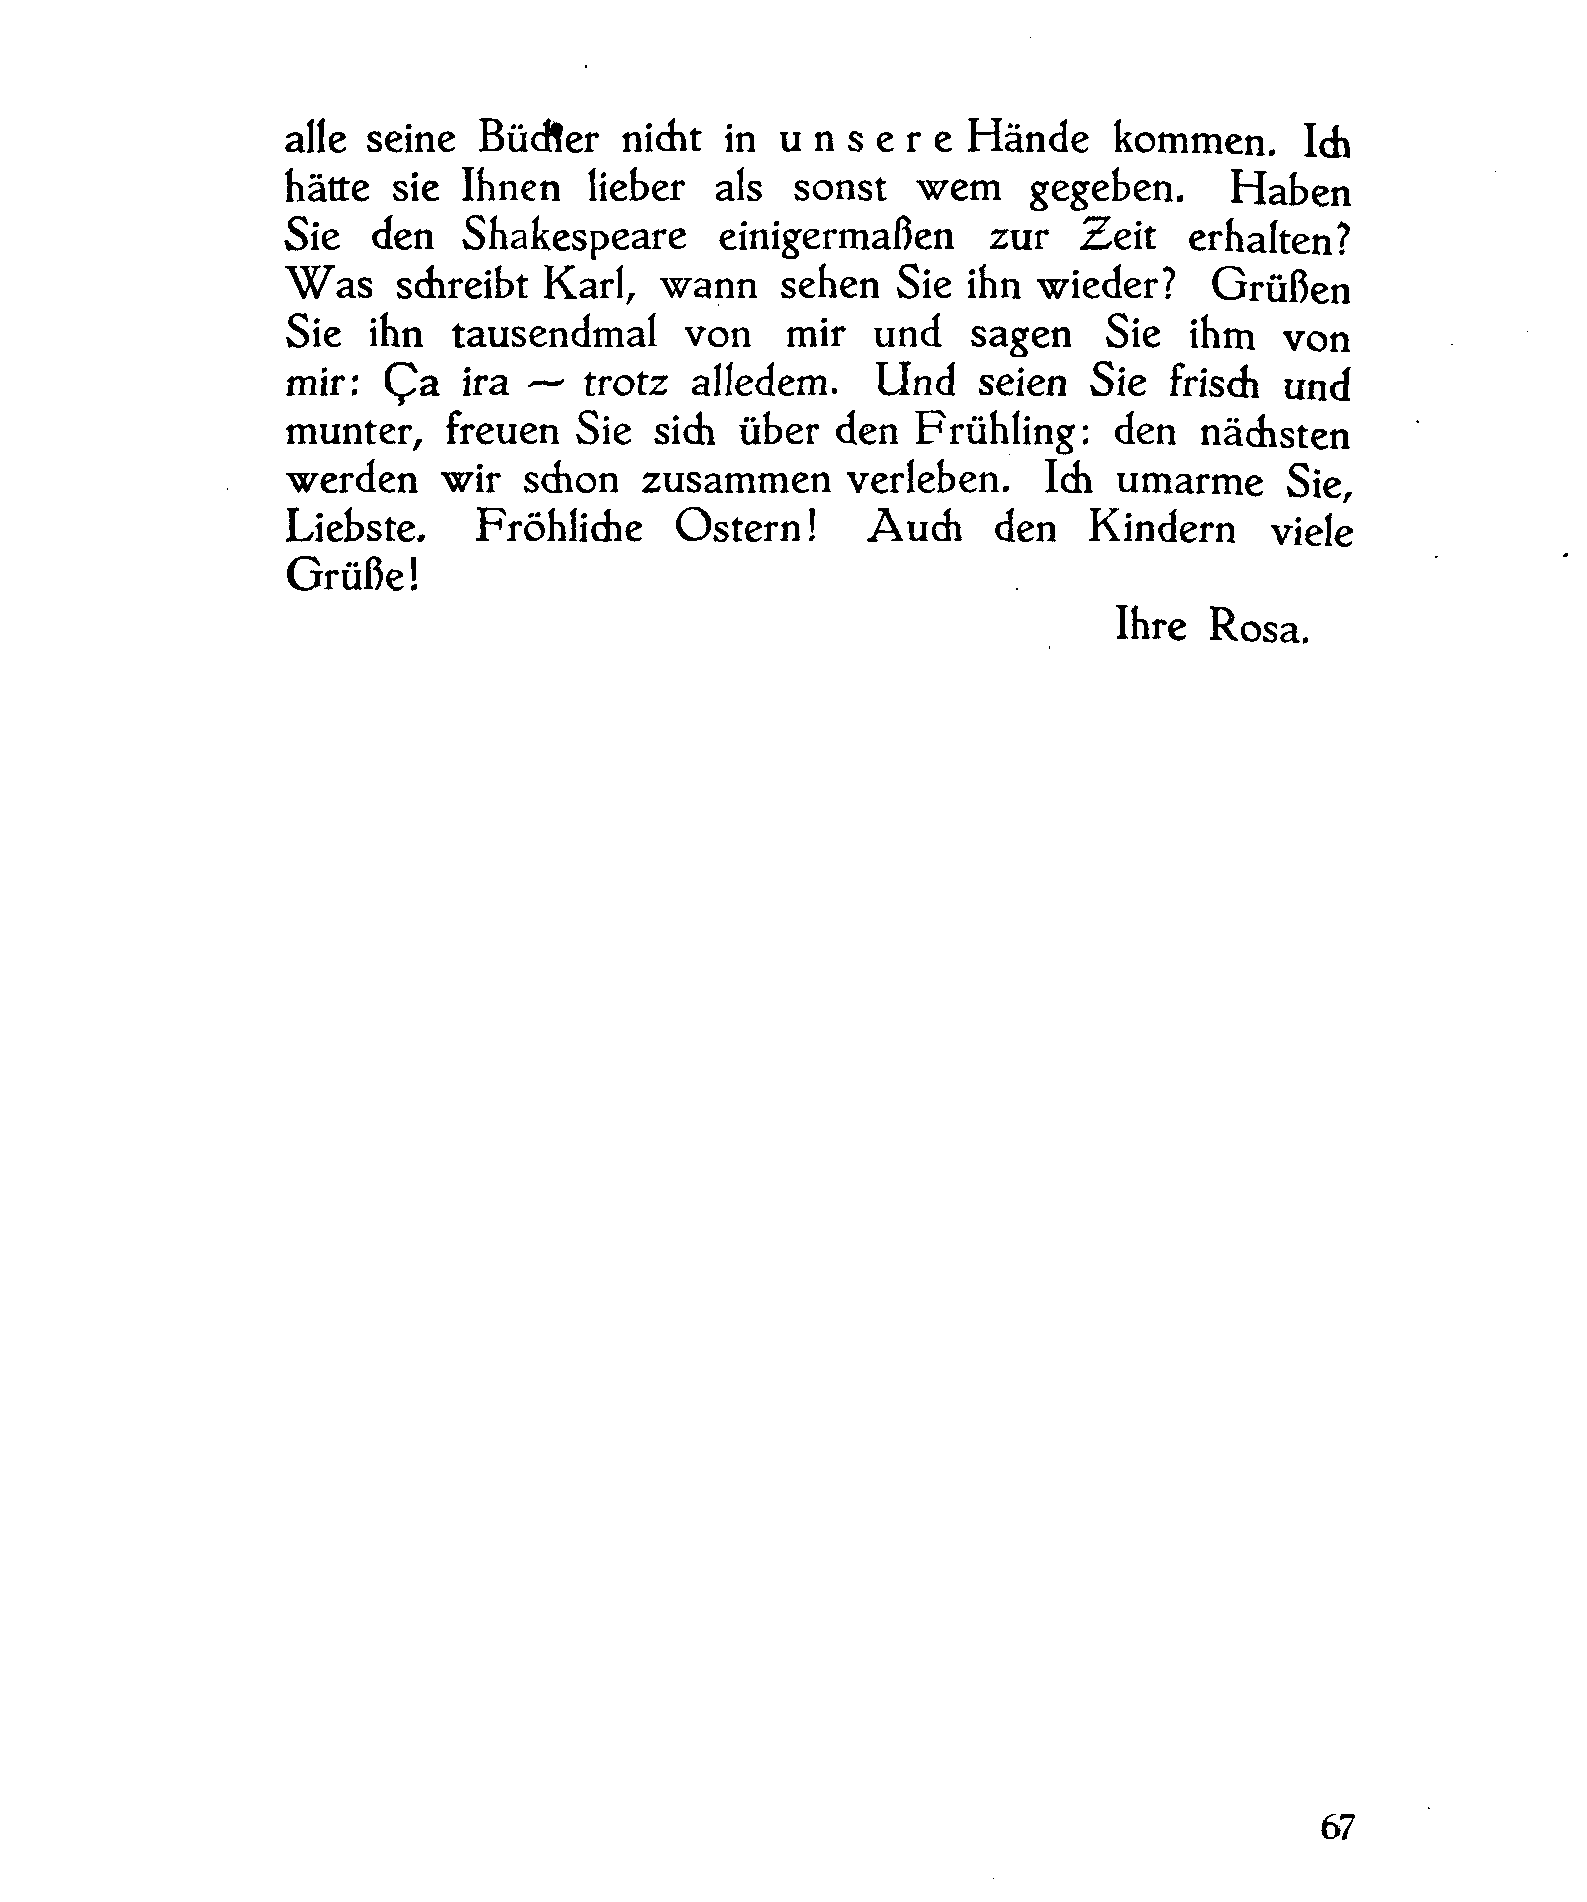 alle seine Bücher nicht in u n s e r e Hände kommen. Ich
hätte sie Ihnen lieber als sonst wem gegeben. Haben
Sie den Shakespeare einigermaßen zur Zeit erhalten?
Was schreibt Karl, wann sehen Sie ihn wieder? Grüßen
Sie ihn tausendmal von mir und sagen Sie ihm von
mir: Ça ira — trotz alledem. Und seien Sie frisch und
munter, freuen Sie sich über den Frühling: den nächsten
werden wir schon zusammen verleben. Ich umarme Sie,
Liebste. Fröhliche Ostern! Auch den Kindern viele
Grüße!
Ihre Rosa.
67